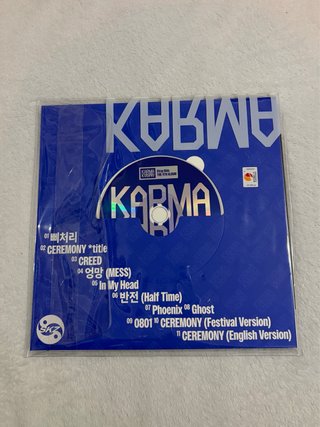 KARMA
KARMA
01 삐처리
02 CEREMONY *title
03 CREED
04 엉망 (MESS)
05 In My Head
06 반전 (Half Time)
07 Phoenix 08 Ghost
09 0801 10 CEREMONY (Festival Version)
11 CEREMONY (English Version)
SKZ